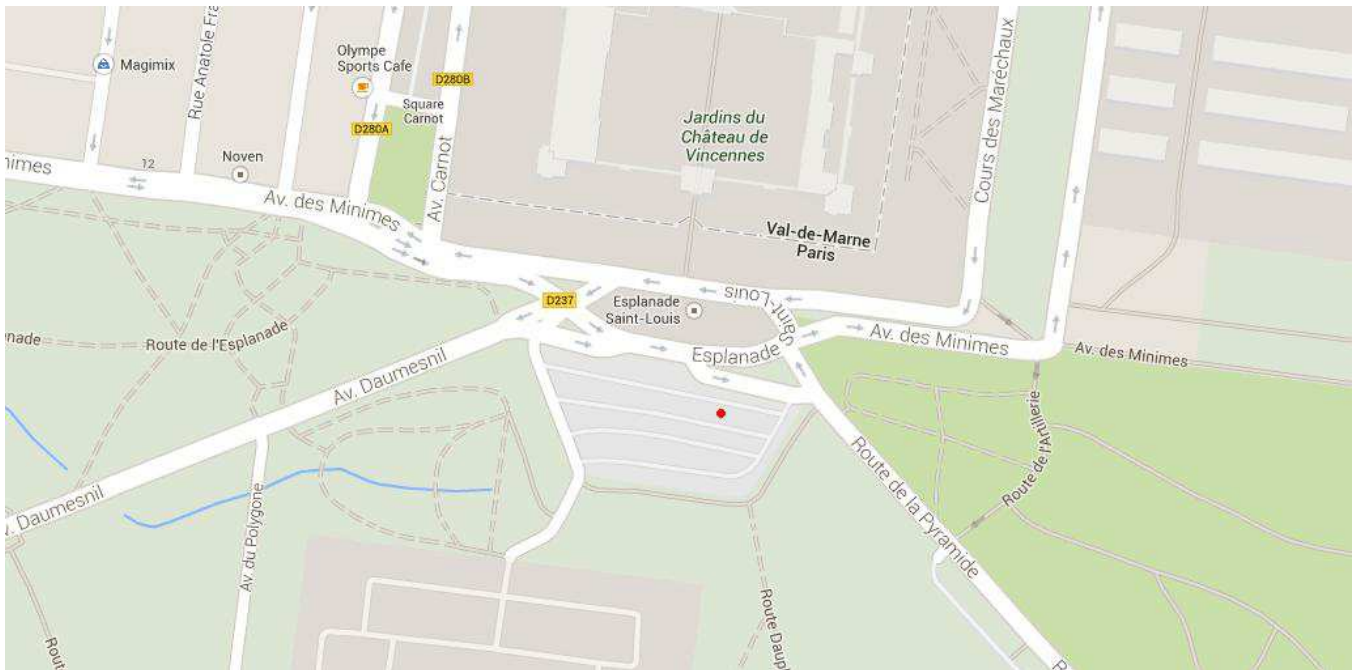 Rue Anatole Fra
Magimix
Olympe
Sports Cafe
D280B
Square
Carnot
D280A
Jardins du
Château de
Vincennes
Cours des Maréchaux
12
Noven
nimes
Av. des Minimes
Av. Carnot
Val-de-Marne
Paris
D237
Esplanade
Saint-Louis
Esplanade Saint-Louis
Av. des Minimes
Av. des Minimes
nade
Route de l'Esplanade
Av. Daumesnil
Route de l'Artillerie
Route de la Pyramide
v. Daumesnil
Av. du Polygone
Rout
Route Daup
R